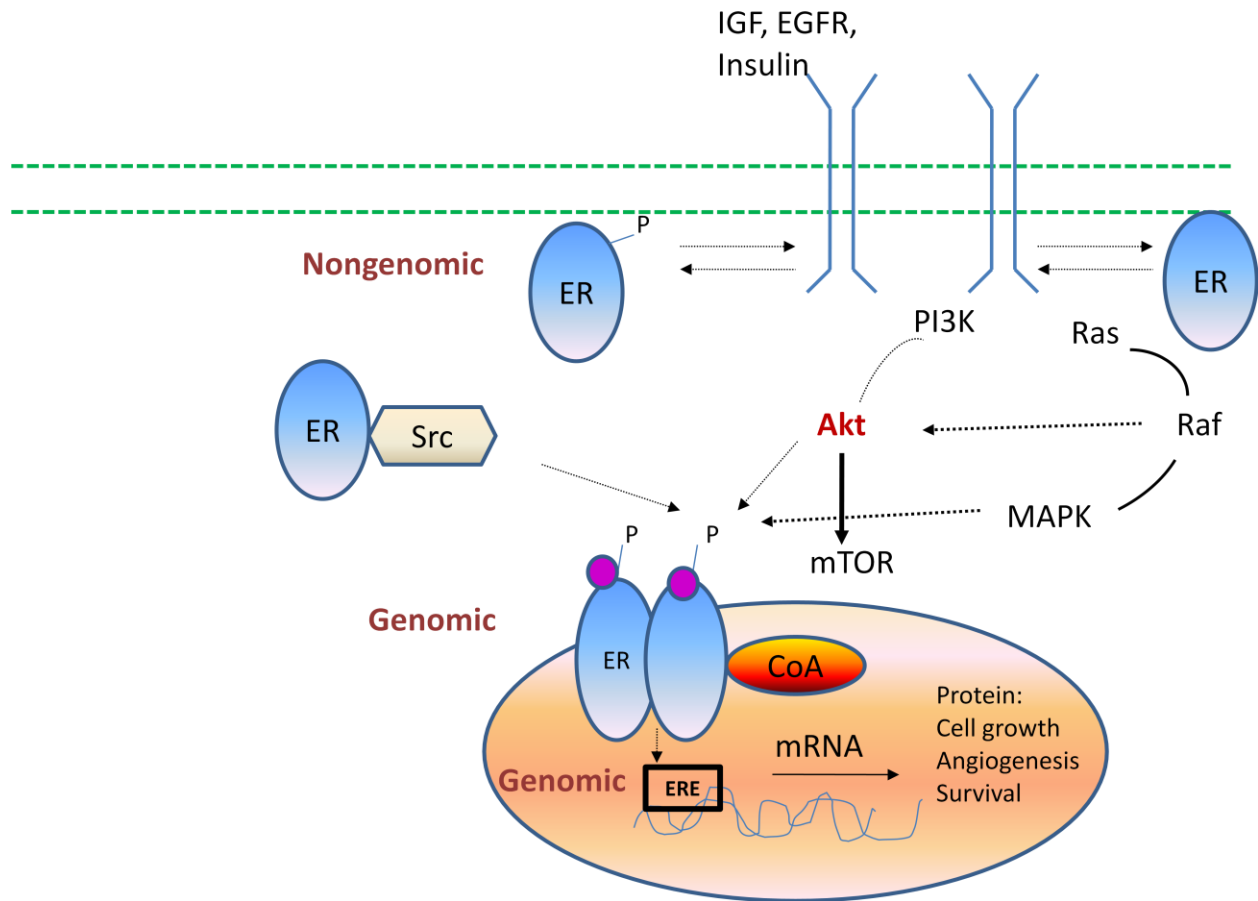 IGF, EGFR,
Insulin
P
Nongenomic
ER
ER
PI3K
Ras
ER
Src
Akt
Raf
MAPK
P
P
mTOR
Genomic
ER
CoA
Protein:
Cell growth
Angiogenesis
Survival
mRNA
Genomic
ERE